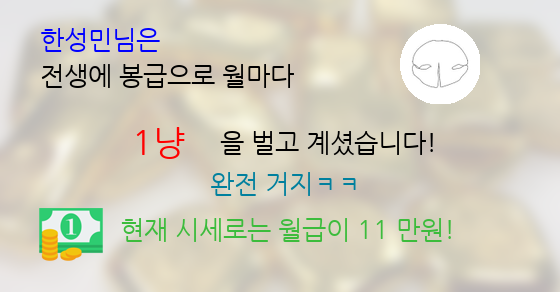 한성민님은
전생에 봉급으로 월마다
1냥 을 벌고 계셨습니다!
완전 거지ㅋㅋ
1
현재 시세로는 월급이 11 만원!